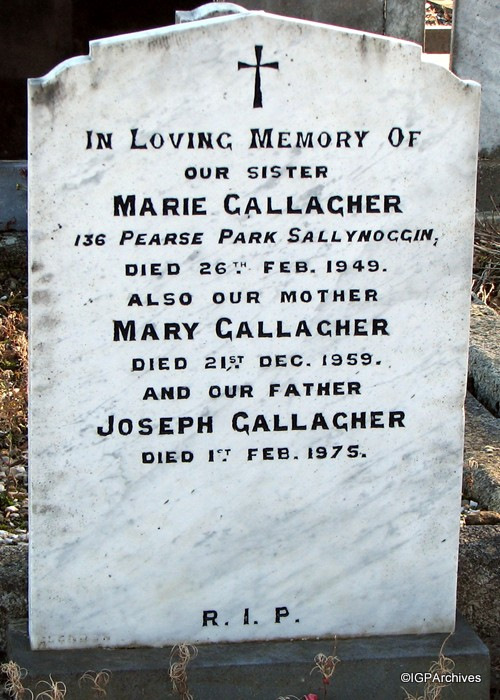 IN LOVING MEMORY OF
OUR SISTER
MARIE GALLAGHER
136 PEARSE PARK SALLYNOGGIN,
DIED 26TH FEB. 1949.
ALSO OUR MOTHER
MARY GALLAGHER
DIED 21ST DEC. 1959.
AND OUR FATHER
JOSEPH GALLAGHER
DIED 1ST FEB. 1975.
R. I. P.
©IGPArchives